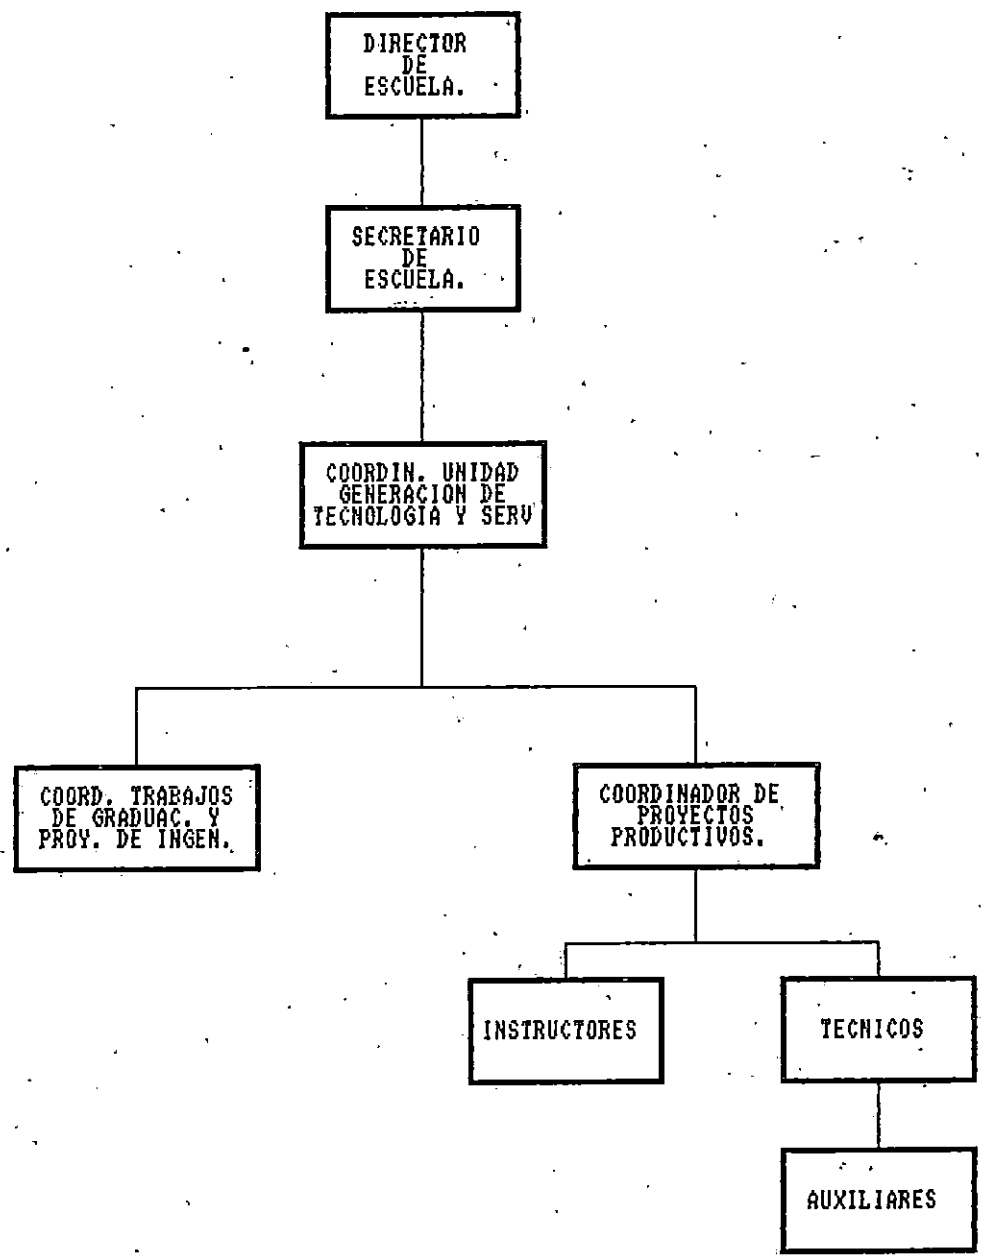 DIRECTOR
DE
ESCUELA.
SECRETARIO
DE
ESCUELA.
COORDIN. UNIDAD
GENERACION DE
TECNOLOGIA Y SERV
COORD. TRABAJOS
DE GRADUAC. Y
PROY. DE INGEN.
COORDINADOR DE
PROYECTOS
PRODUCTIVOS.
INSTRUCTORES
TECNICOS
AUXILIARES